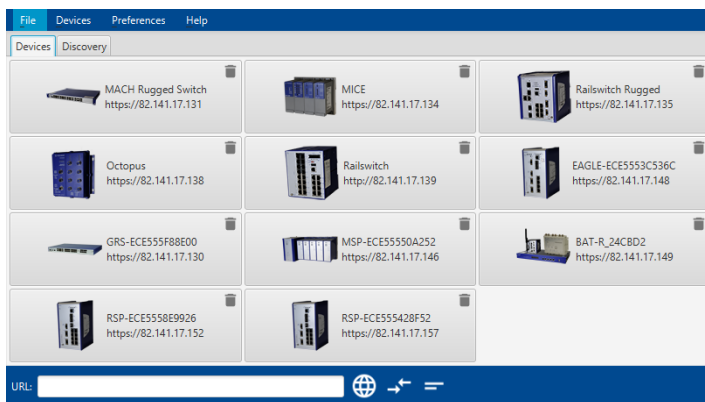 File Devices Preferences Help
Devices Discovery
MACH Rugged Switch
https://82.141.17.131
MICE
https://82.141.17.134
Railswitch Rugged
https://82.141.17.135
Octopus
https://82.141.17.138
Railswitch
http://82.141.17.139
EAGLE-ECE5553C536C
https://82.141.17.148
GRS-ECE555F88E00
https://82.141.17.130
MSP-ECE55550A252
https://82.141.17.146
BAT-R_24CBD2
https://82.141.17.149
RSP-ECE5558E9926
https://82.141.17.152
RSP-ECE555428F52
https://82.141.17.157
URL: